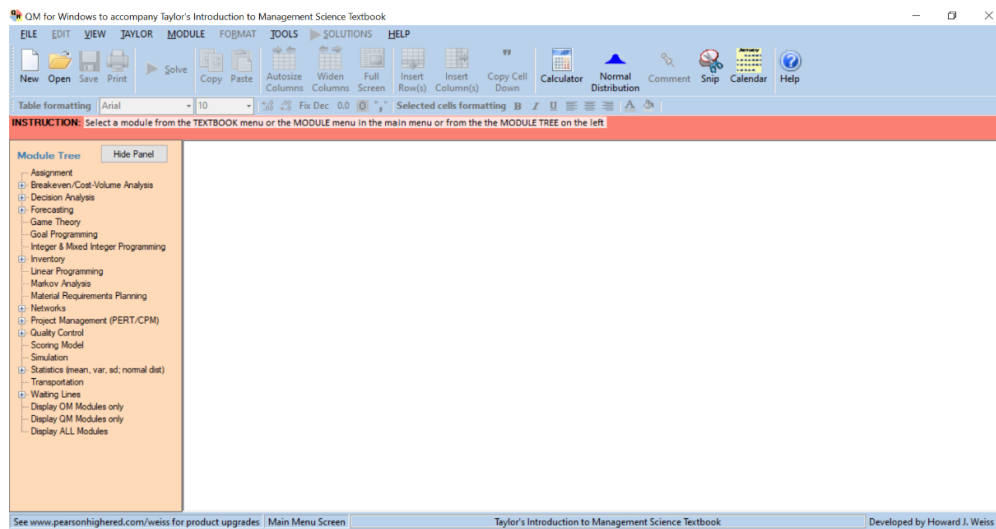 QM for Windows to accompany Taylor's Introduction to Management Science Textbook
FILE EDIT VIEW TAYLOR MODULE FORMAT TOOLS SOLUTIONS HELP
New Open Save Print Solve Copy Paste Autosize Columns Widen Columns Full Screen Insert Row(s) Insert Column(s) Copy Cell Down Calculator Normal Distribution Comment Snip January Calendar Help
Table formatting Arial 10 Fix Dec 0.0 Selected cells formatting B I U A
INSTRUCTION: Select a module from the TEXTBOOK menu or the MODULE menu in the main menu or from the the MODULE TREE on the left
Module Tree Hide Panel
Assignment
Breakeven/Cost-Volume Analysis
Decision Analysis
Forecasting
Game Theory
Goal Programming
Integer & Mixed Integer Programming
Inventory
Linear Programming
Markov Analysis
Material Requirements Planning
Networks
Project Management (PERT/CPM)
Quality Control
Scoring Model
Simulation
Statistics (mean, var, sd; normal dist)
Transportation
Waiting Lines
Display OM Modules only
Display QM Modules only
Display ALL Modules
See www.pearsonhighered.com/weiss for product upgrades Main Menu Screen Taylor's Introduction to Management Science Textbook Developed by Howard J. Weiss